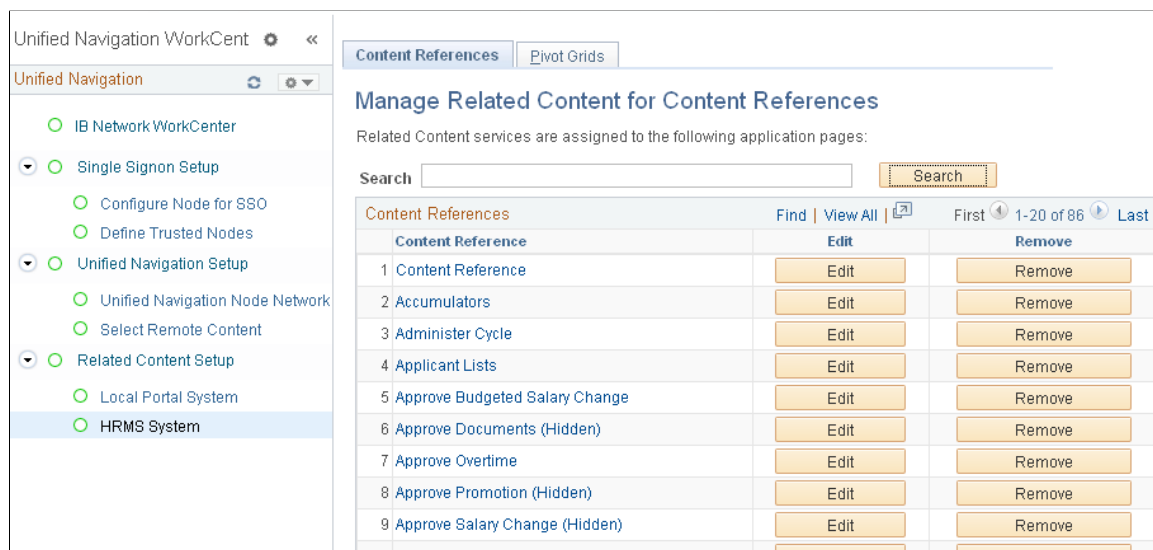 Unified Navigation WorkCent
Unified Navigation
IB Network WorkCenter
Single Signon Setup
Configure Node for SSO
Define Trusted Nodes
Unified Navigation Setup
Unified Navigation Node Network
Select Remote Content
Related Content Setup
Local Portal System
HRMS System
Content References Pivot Grids
Manage Related Content for Content References
Related Content services are assigned to the following application pages:
Search Search
Content References Find | View All | First 1-20 of 86 Last
Content Reference Edit Remove
1 Content Reference Edit Remove
2 Accumulators Edit Remove
3 Administer Cycle Edit Remove
4 Applicant Lists Edit Remove
5 Approve Budgeted Salary Change Edit Remove
6 Approve Documents (Hidden) Edit Remove
7 Approve Overtime Edit Remove
8 Approve Promotion (Hidden) Edit Remove
9 Approve Salary Change (Hidden) Edit Remove